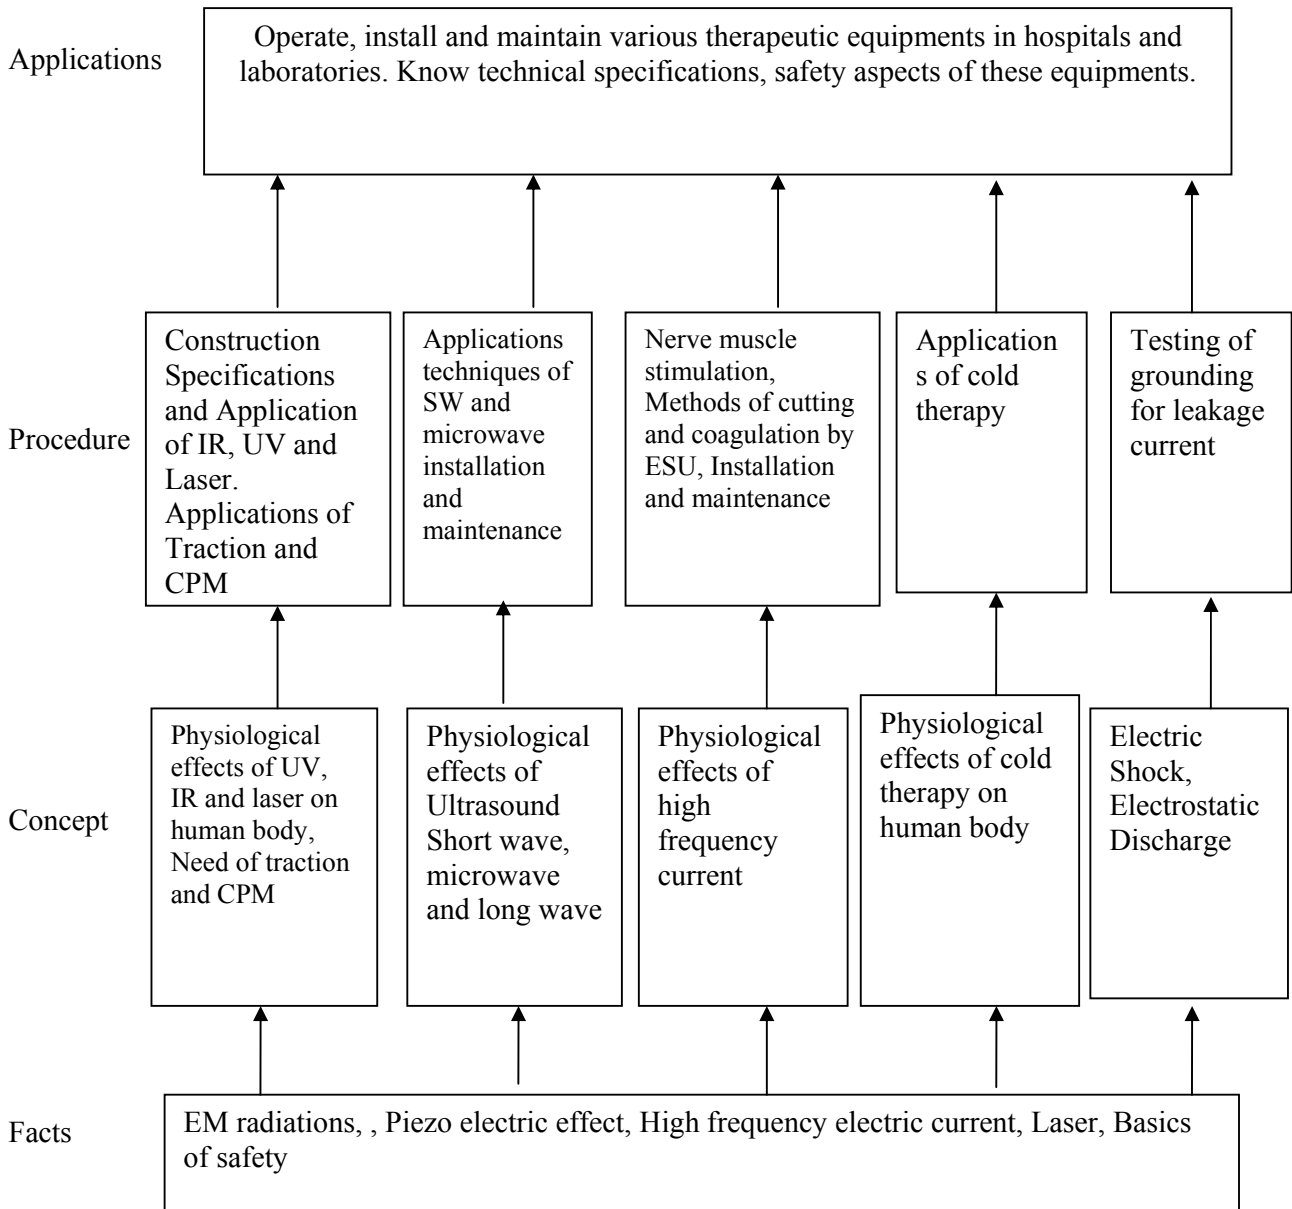 Applications
Operate, install and maintain various therapeutic equipments in hospitals and
laboratories. Know technical specifications, safety aspects of these equipments.
Procedure
Construction
Specifications
and Application
of IR, UV and
Laser.
Applications of
Traction and
CPM
Applications
techniques of
SW and
microwave
installation
and
maintenance
Nerve muscle
stimulation,
Methods of cutting
and coagulation by
ESU, Installation
and maintenance
Application
s of cold
therapy
Testing of
grounding
for leakage
current
Concept
Physiological
effects of UV,
IR and laser on
human body,
Need of traction
and CPM
Physiological
effects of
Ultrasound
Short wave,
microwave
and long wave
Physiological
effects of
high
frequency
current
Physiological
effects of cold
therapy on
human body
Electric
Shock,
Electrostatic
Discharge
Facts
EM radiations, , Piezo electric effect, High frequency electric current, Laser, Basics
of safety